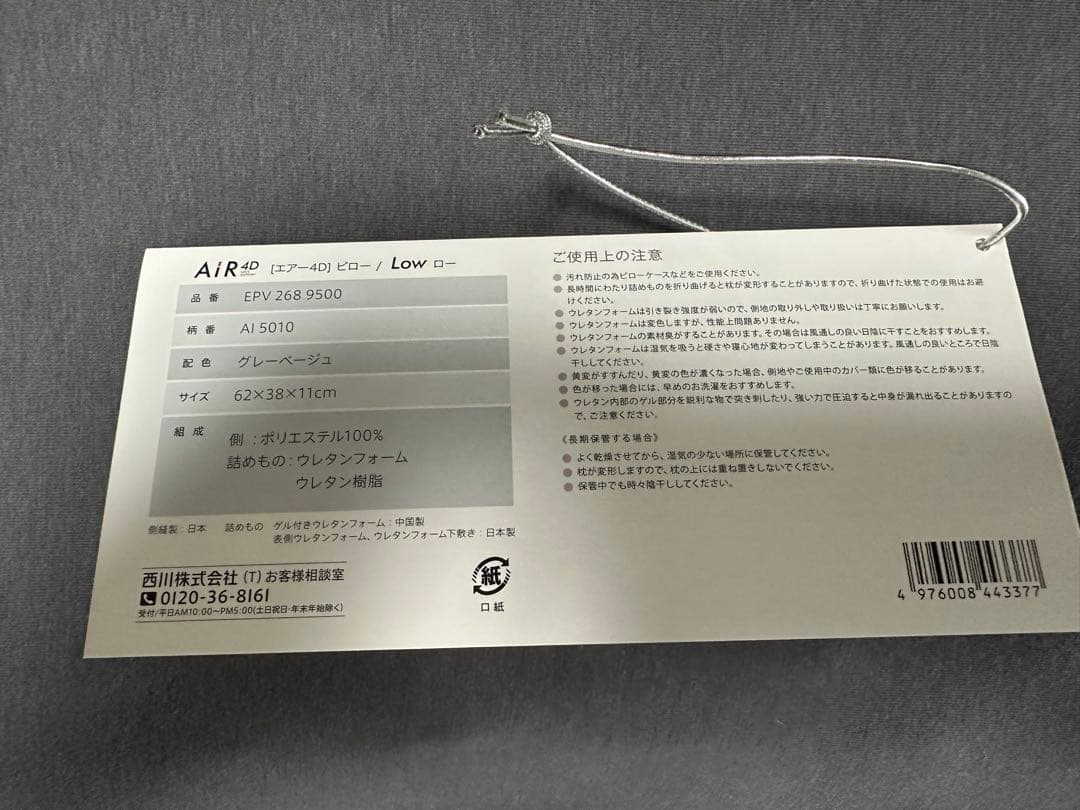 AiR 4D [エアー4D] ピロー / Low ロー
品番 EPV 268 9500
柄番 AI 5010
配色 グレーベージュ
サイズ 62×38×11cm
組成 側：ポリエステル100%
詰めもの：ウレタンフォーム
ウレタン樹脂
側縫製：日本 詰めもの ゲル付きウレタンフォーム：中国製
表側ウレタンフォーム、ウレタンフォーム下敷き：日本製
西川株式会社 (T) お客様相談室
0120-36-8161
受付/平日AM10:00〜PM5:00(土日祝日・年末年始除く)
紙
口紙
ご使用上の注意
●汚れ防止の為ピローケースなどをご使用ください。
●長時間にわたり詰めものを折り曲げると枕が変形することがありますので、折り曲げた状態での使用はお避
けください。
●ウレタンフォームは引き裂き強度が弱いので、側地の取り外しや取り扱いは丁寧にお願いします。
●ウレタンフォームは変色しますが、性能上問題ありません。
●ウレタンフォームの素材臭がすることがあります。その場合は風通しの良い日陰に干すことをおすすめします。
●ウレタンフォームは湿気を吸うと硬さや寝心地が変わってしまうことがあります。風通しの良いところで日陰
干ししてください。
●黄変がすすんだり、黄変の色が濃くなった場合、側地やご使用中のカバー類に色が移ることがあります。
●色が移った場合には、早めのお洗濯をおすすめします。
●ウレタン内部のゲル部分を鋭利な物で突き刺したり、強い力で圧迫すると中身が漏れ出ることがありますの
で、ご注意ください。
《長期保管する場合》
●よく乾燥させてから、湿気の少ない場所に保管してください。
●枕が変形しますので、枕の上には重ね置きしないでください。
●保管中でも時々陰干ししてください。
4 976008 443377